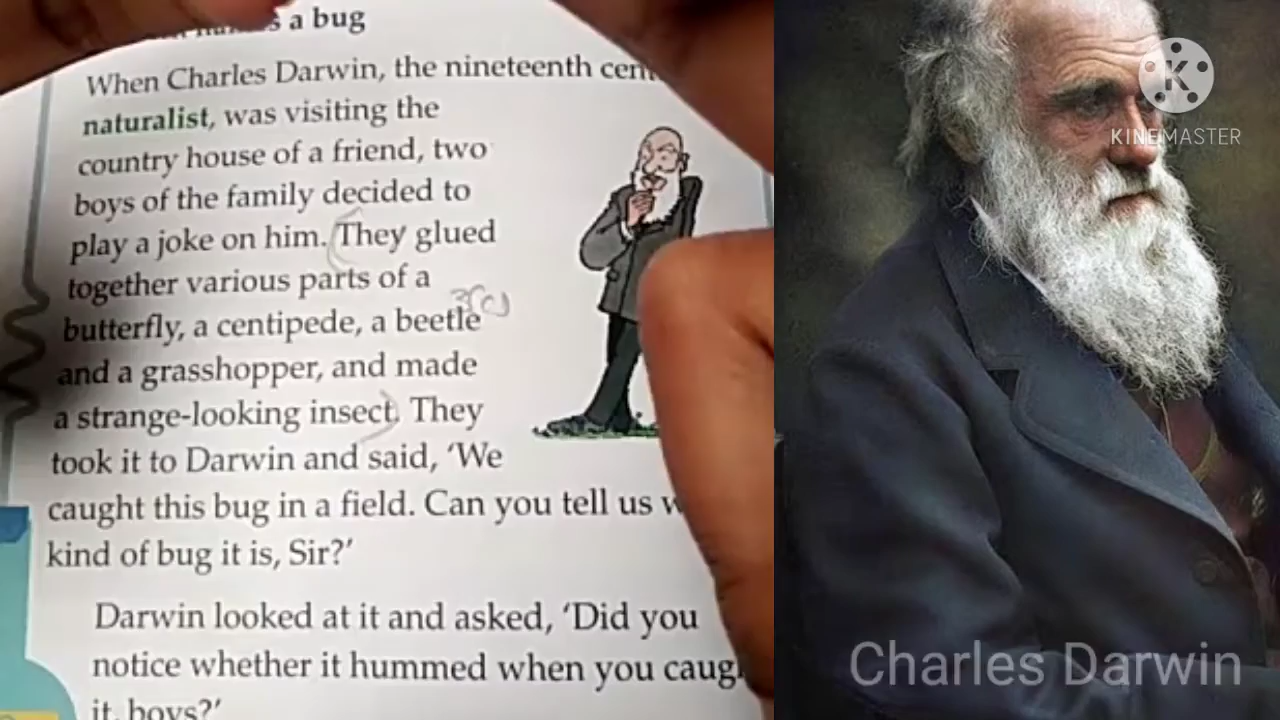 a bug
When Charles Darwin, the nineteenth
naturalist, was visiting the
country house of a friend, two
boys of the family decided to
play a joke on him. They glued
together various parts of a
butterfly, a centipede, a beetle
and a grasshopper, and made
a strange-looking insect. They
took it to Darwin and said, ‘We
caught this bug in a field. Can you tell us
kind of bug it is, Sir?’
Darwin looked at it and asked, ‘Did you
notice whether it hummed when you
it, boys?’
K
KINEMASTER
Charles Darwin